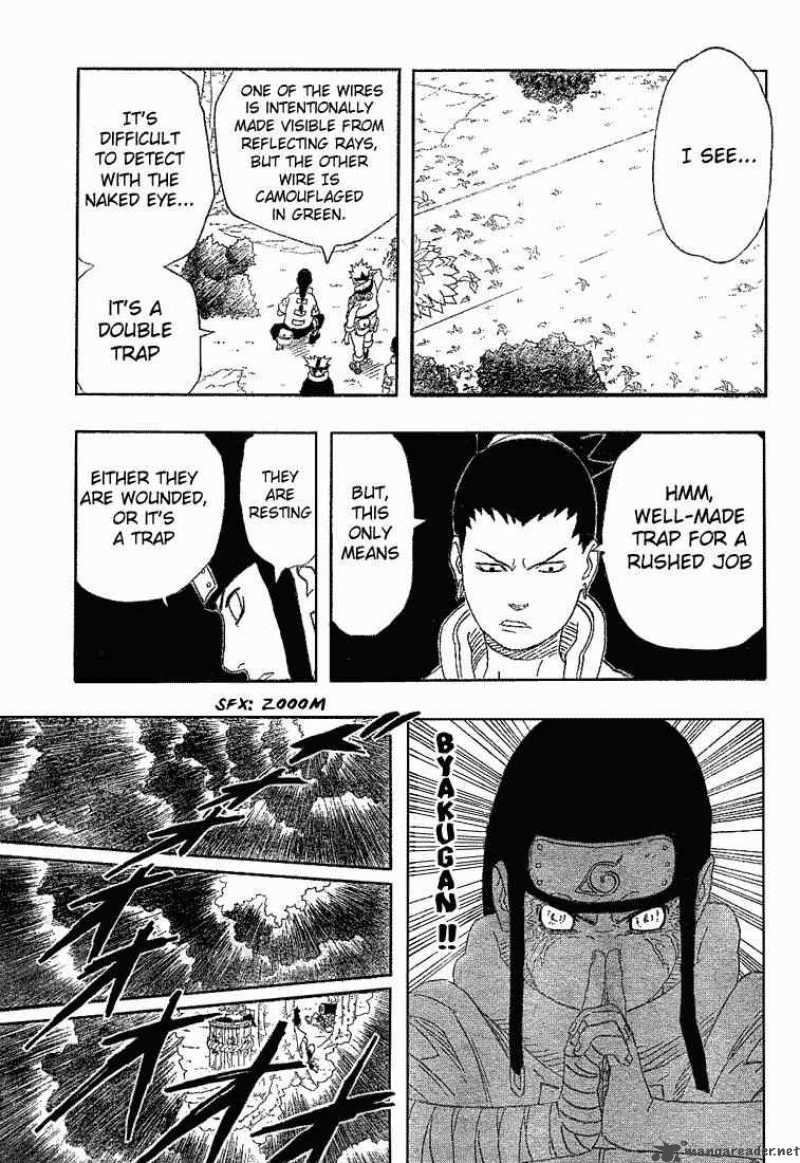 I SEE...
ONE OF THE WIRES
IS INTENTIONALLY
MADE VISIBLE FROM
REFLECTING RAYS,
BUT THE OTHER
WIRE IS
CAMOUFLAGED
IN GREEN.
IT'S
DIFFICULT
TO DETECT
WITH THE
NAKED EYE...
IT'S A
DOUBLE
TRAP
HMM,
WELL-MADE
TRAP FOR A
RUSHED JOB
BUT,
THIS
ONLY
MEANS
THEY
ARE
RESTING
EITHER THEY
ARE WOUNDED,
OR IT'S
A TRAP
BYAKUGAN!!
SFX: ZOOOM
mangareader.net